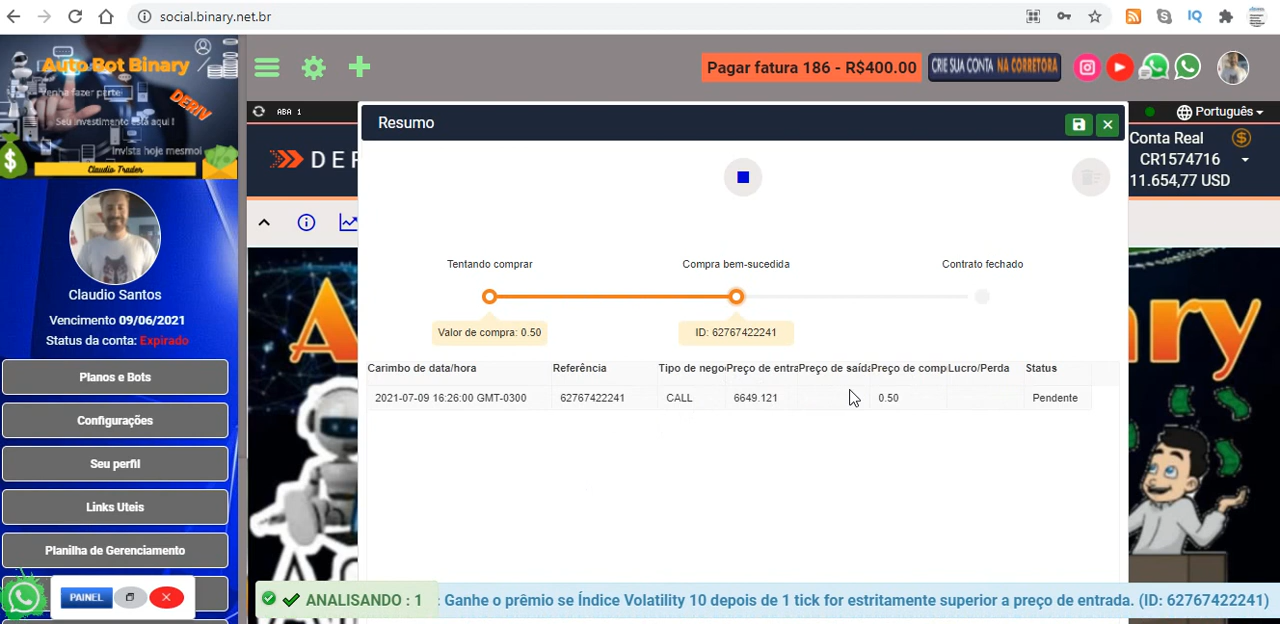 social.binary.net.br
IQ
Auto Bot Binary
Venha fazer parte
DERIV
Seu investimento está aqui !
Invista hoje mesmo!
Claudio Trader
Pagar fatura 186 - R$400.00
CRIE SUA CONTA NA CORRETORA
ABA 1
Português
Resumo
DER
Conta Real
CR1574716
11.654,77 USD
Claudio Santos
Vencimento 09/06/2021
Status da conta: Expirado
Planos e Bots
Configurações
Seu perfil
Links Uteis
Planilha de Gerenciamento
PAINEL
Tentando comprar
Compra bem-sucedida
Contrato fechado
Valor de compra: 0.50
ID: 62767422241
Carimbo de data/hora Referência Tipo de nego Preço de entra Preço de saída Preço de comp Lucro/Perda Status
2021-07-09 16:26:00 GMT-0300 62767422241 CALL 6649.121 0.50 Pendente
ANALISANDO : 1 : Ganhe o prêmio se Índice Volatility 10 depois de 1 tick for estritamente superior a preço de entrada. (ID: 62767422241)